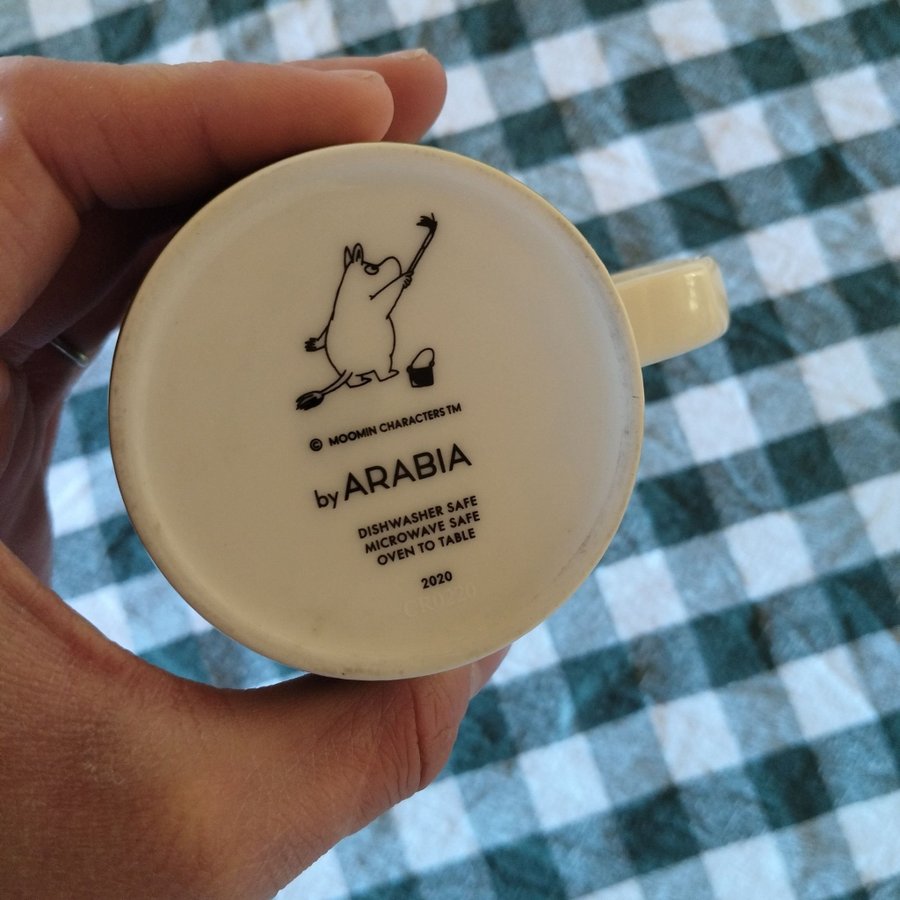 © MOOMIN CHARACTERS TM
by ARABIA
DISHWASHER SAFE
MICROWAVE SAFE
OVEN TO TABLE
2020